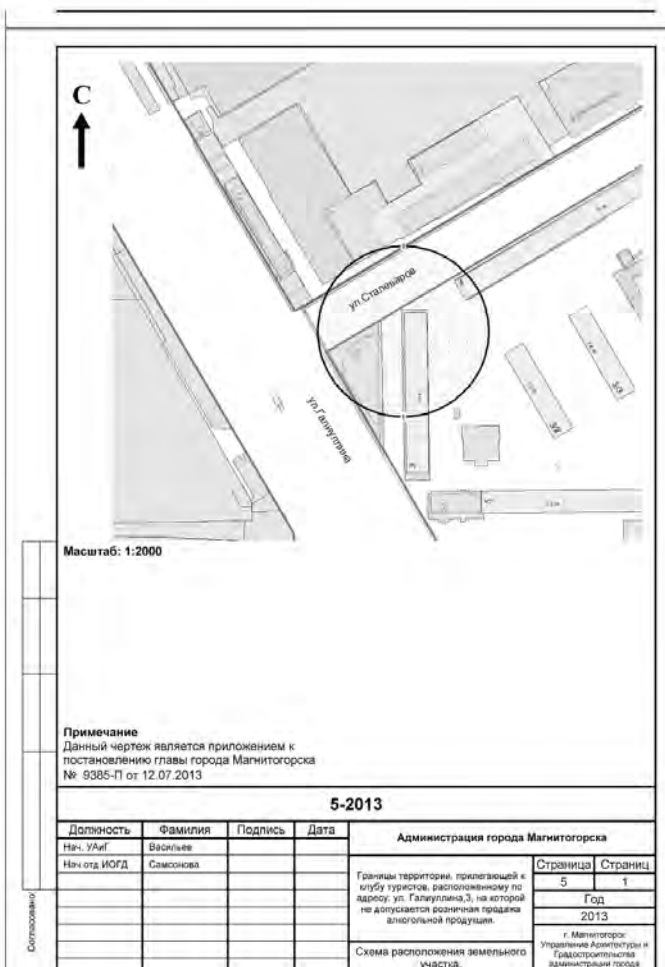 С
ул.Сталеваров
ул.Галиуллина
Масштаб: 1:2000
Примечание
Данный чертеж является приложением к
постановлению главы города Магнитогорска
№ 9385-П от 12.07.2013
5-2013
Должность Фамилия Подпись Дата
Нач. УАиГ Васильев
Нач отд ИОГД Самсонова
Администрация города Магнитогорска
Границы территории, прилегающей к
клубу туристов, расположенному по
адресу: ул. Галиуллина,3, на которой
не допускается розничная продажа
алкогольной продукции.
Страница Страниц
5 1
Год
2013
Схема расположения земельного
участка.
г. Магнитогорск
Управление Архитектуры и
Градостроительства
администрации города
Согласовано: